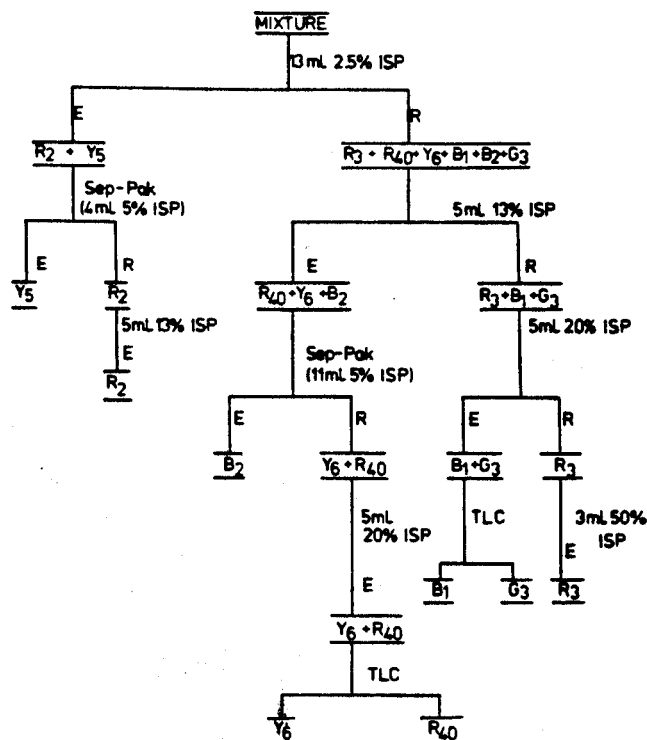 MIXTURE
13mL 2.5% ISP
E
R
R2 + Y5
R3 + R40 + Y6 + B1 + B2 + G3
Sep-Pak
(4mL 5% ISP)
5mL 13% ISP
E
R
E
R
Y5
R2
R40 + Y6 + B2
R3 + B1 + G3
5mL 13% ISP
5mL 20% ISP
E
Sep-Pak
(11mL 5% ISP)
R2
E
R
E
R
B2
Y6 + R40
B1 + G3
R3
5mL
20% ISP
TLC
3mL 50%
ISP
E
E
B1
G3
R3
Y6 + R40
TLC
Y6
R40